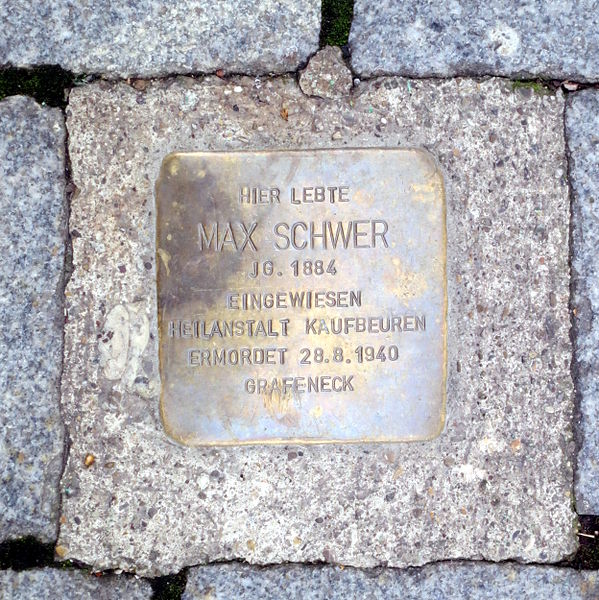 HIER LEBTE
MAX SCHWER
JG. 1884
EINGEWIESEN
HEILANSTALT KAUFBEUREN
ERMORDET 28.8.1940
GRAFENECK